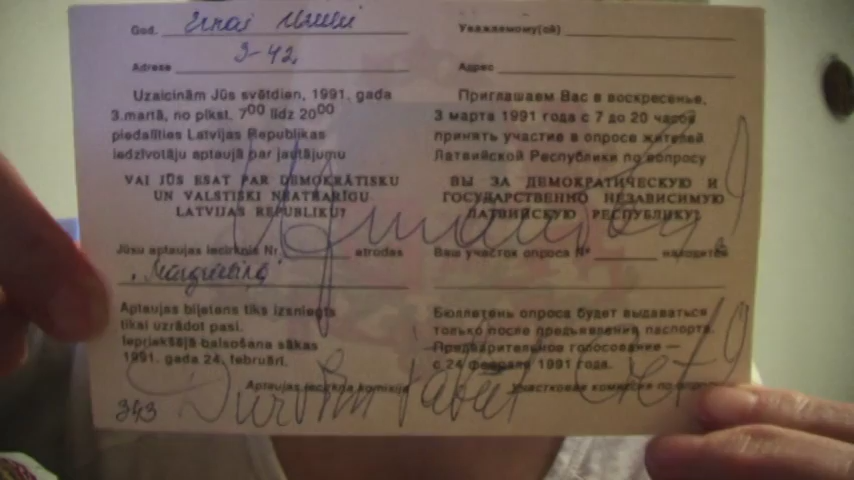 God.
Adrese 9-42,
Uzaicinām Jūs svētdien, 1991. gada
3.martā, no plkst. 7⁰⁰ līdz 20⁰⁰
piedalīties Latvijas Republikas
iedzīvotāju aptaujā par jautājumu
VAI JŪS ESAT PAR DEMOKRĀTISKU
UN VALSTISKI NEATKARĪGU
LATVIJAS REPUBLIKU?
Jūsu aptaujas iecirknis Nr. atrodas
Aptaujas biļetens tiks izsniegts
tikai uzrādot pasi.
Iepriekšējā balsošana sākas
1991. gada 24. februārī.
Aptaujas iecirkņa komisija
343
Уважаемому(ой)
Адрес
Приглашаем Вас в воскресенье,
3 марта 1991 года с 7 до 20 часов
принять участие в опросе жителей
Латвийской Республики по вопросу
ВЫ ЗА ДЕМОКРАТИЧЕСКУЮ И
ГОСУДАРСТВЕННО НЕЗАВИСИМУЮ
ЛАТВИЙСКУЮ РЕСПУБЛИКУ?
Ваш участок опроса № находится
Бюллетень опроса будет выдаваться
только после предъявления паспорта.
Предварительное голосование —
с 24 февраля 1991 года.
Участковая комиссия по опросу